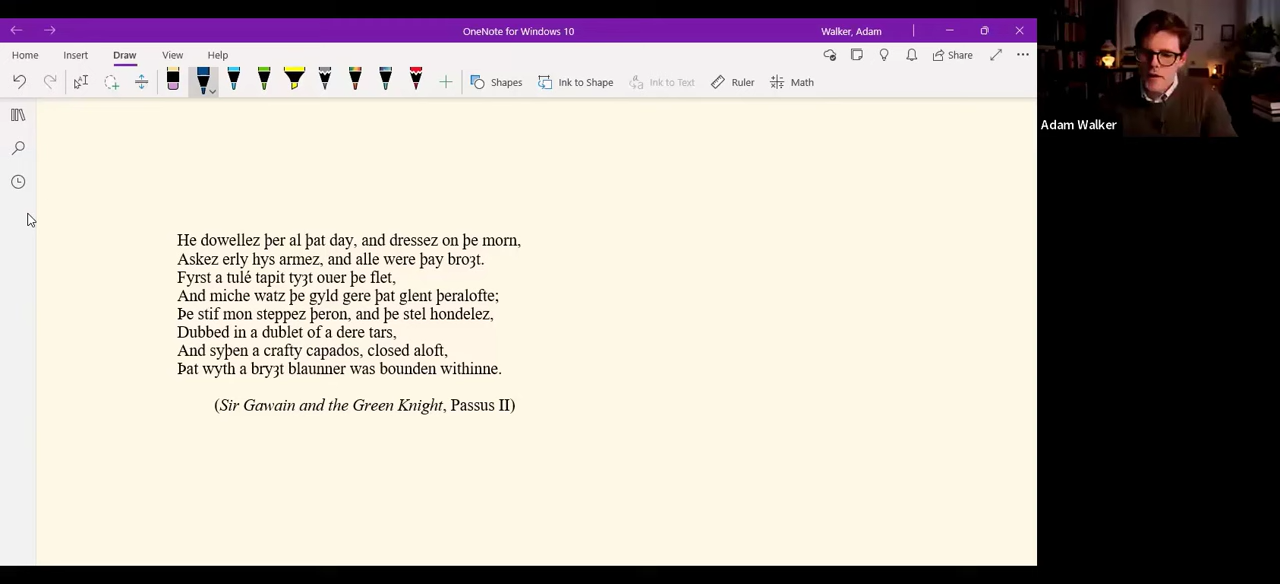 OneNote for Windows 10
Walker, Adam
Home Insert Draw View Help
Share
Shapes Ink to Shape Ink to Text Ruler Math
Adam Walker
He dowellez þer al þat day, and dressez on þe morn,
Askez erly hys armez, and alle were þay broȝt.
Fyrst a tulé tapit tyȝt ouer þe flet,
And miche watz þe gyld gere þat glent þeralofte;
Þe stif mon steppez þeron, and þe stel hondelez,
Dubbed in a dublet of a dere tars,
And syþen a crafty capados, closed aloft,
Þat wyth a bryȝt blaunner was bounden withinne.
(Sir Gawain and the Green Knight, Passus II)